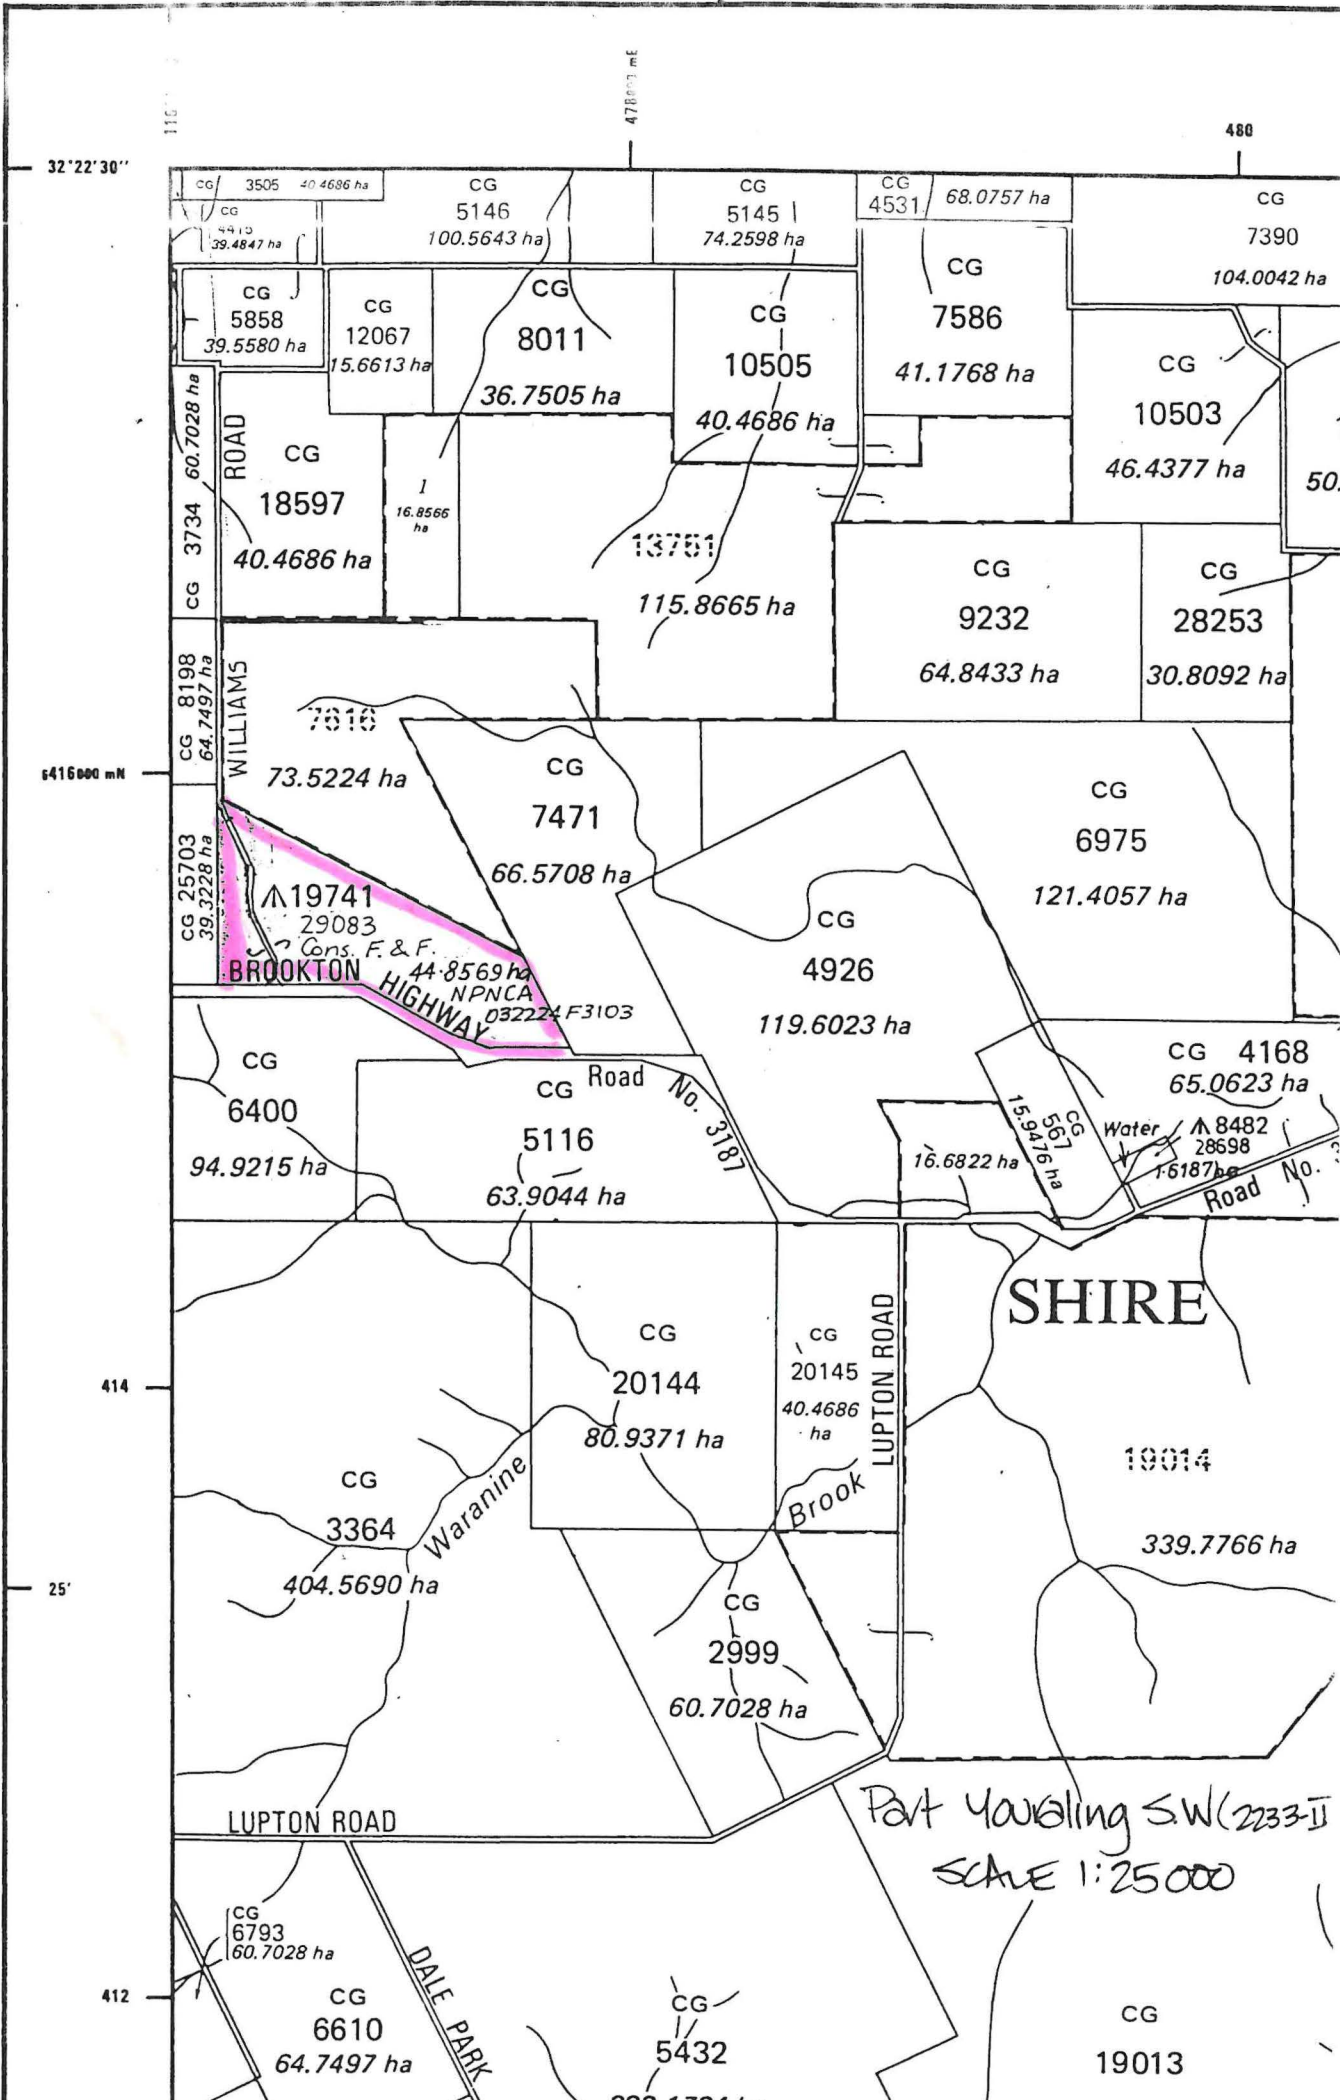 478000 mE
480
32°22'30''
CG 3505 40.4686 ha
CG
4415
39.4847 ha
CG
5146
100.5643 ha
CG
5145
74.2598 ha
CG
4531
68.0757 ha
CG
7390
104.0042 ha
CG
5858
39.5580 ha
CG
12067
15.6613 ha
CG
8011
36.7505 ha
CG
10505
40.4686 ha
CG
7586
41.1768 ha
CG
10503
46.4377 ha
50.
CG 3734 60.7028 ha
ROAD
CG
18597
40.4686 ha
1
16.8566
ha
13751
115.8665 ha
CG
9232
64.8433 ha
CG
28253
30.8092 ha
CG 8198
64.7497 ha
WILLIAMS
73.5224 ha
6416000 mN
CG
7471
66.5708 ha
CG
6975
121.4057 ha
CG 25703
39.3228 ha
19741
29083
Cons. F. & F.
44.8569 ha
NPNCA
032224 F3103
BROOKTON HIGHWAY
CG
4926
119.6023 ha
CG 4168
65.0623 ha
CG
6400
94.9215 ha
Road No. 3187
CG
5116
63.9044 ha
16.6822 ha
CG
567
15.9476 ha
Water
8482
28698
1.6187 ha
Road No.
SHIRE
CG
20144
80.9371 ha
CG
20145
40.4686
ha
LUPTON ROAD
414
19014
339.7766 ha
CG
3364
404.5690 ha
Waranine Brook
25'
CG
2999
60.7028 ha
LUPTON ROAD
Part Youraling S.W (2233-II
SCALE 1:25000
CG
6793
60.7028 ha
DALE PARK
412
CG
6610
64.7497 ha
CG
5432
CG
19013